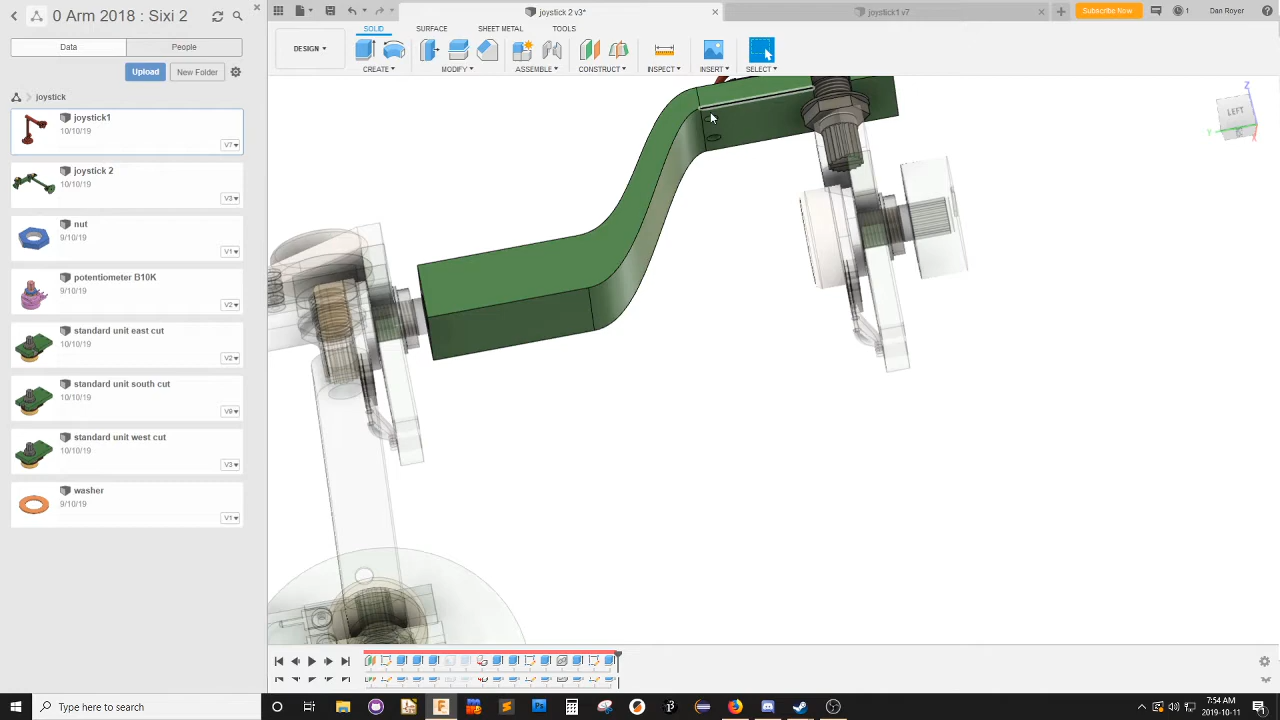 0 Arm 2018 : Sixi 2
joystick 2 v3*
joystick1 v7
Subscribe Now
1
Dan Royer
Data
People
DESIGN
SOLID
SURFACE
SHEET METAL
TOOLS
CREATE
MODIFY
ASSEMBLE
CONSTRUCT
INSPECT
INSERT
SELECT
Upload
New Folder
joystick
joystick1
10/10/19
V7
joystick 2
10/10/19
V3
nut
9/10/19
V1
potentiometer B10K
9/10/19
V2
standard unit east cut
10/10/19
V2
standard unit south cut
10/10/19
V9
standard unit west cut
10/10/19
V3
washer
9/10/19
V1
LEFT
Z
Y
X
Type here to search
7:54 AM
2019-10-11